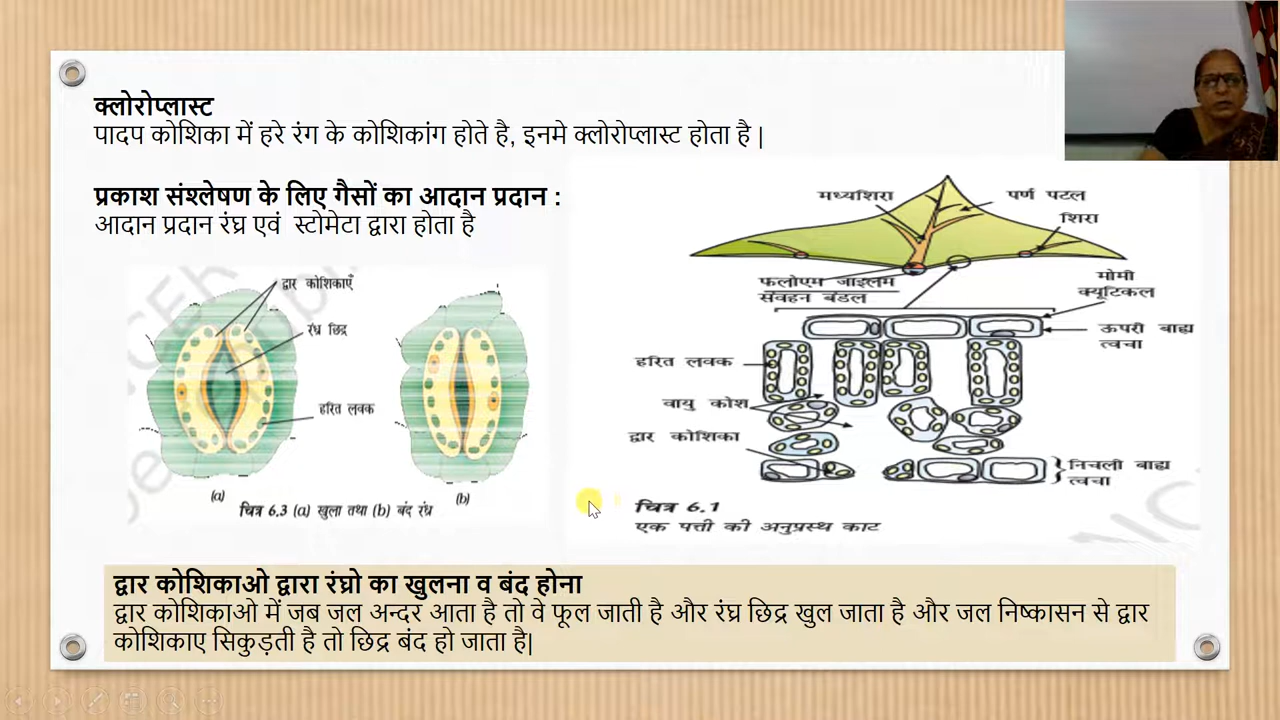 क्लोरोप्लास्ट
पादप कोशिका में हरे रंग के कोशिकांग होते है, इनमे क्लोरोप्लास्ट होता है |
प्रकाश संश्लेषण के लिए गैसों का आदान प्रदान :
आदान प्रदान रंघ्र एवं स्टोमेटा द्वारा होता है
द्वार कोशिकाएँ
रंध्र छिद्र
हरित लवक
(a)
(b)
चित्र 6.3 (a) खुला तथा (b) बंद रंध्र
मध्यशिरा
पर्ण पटल
शिरा
फलोएम जाइलम
संवहन बंडल
मोमी
क्यूटिकल
ऊपरी बाह्य
त्वचा
हरित लवक
वायु कोश
द्वार कोशिका
निचली बाह्य
त्वचा
चित्र 6.1
एक पत्ती की अनुप्रस्थ काट
द्वार कोशिकाओ द्वारा रंघ्रो का खुलना व बंद होना
द्वार कोशिकाओ में जब जल अन्दर आता है तो वे फूल जाती है और रंघ्र छिद्र खुल जाता है और जल निष्कासन से द्वार
कोशिकाए सिकुड़ती है तो छिद्र बंद हो जाता है|